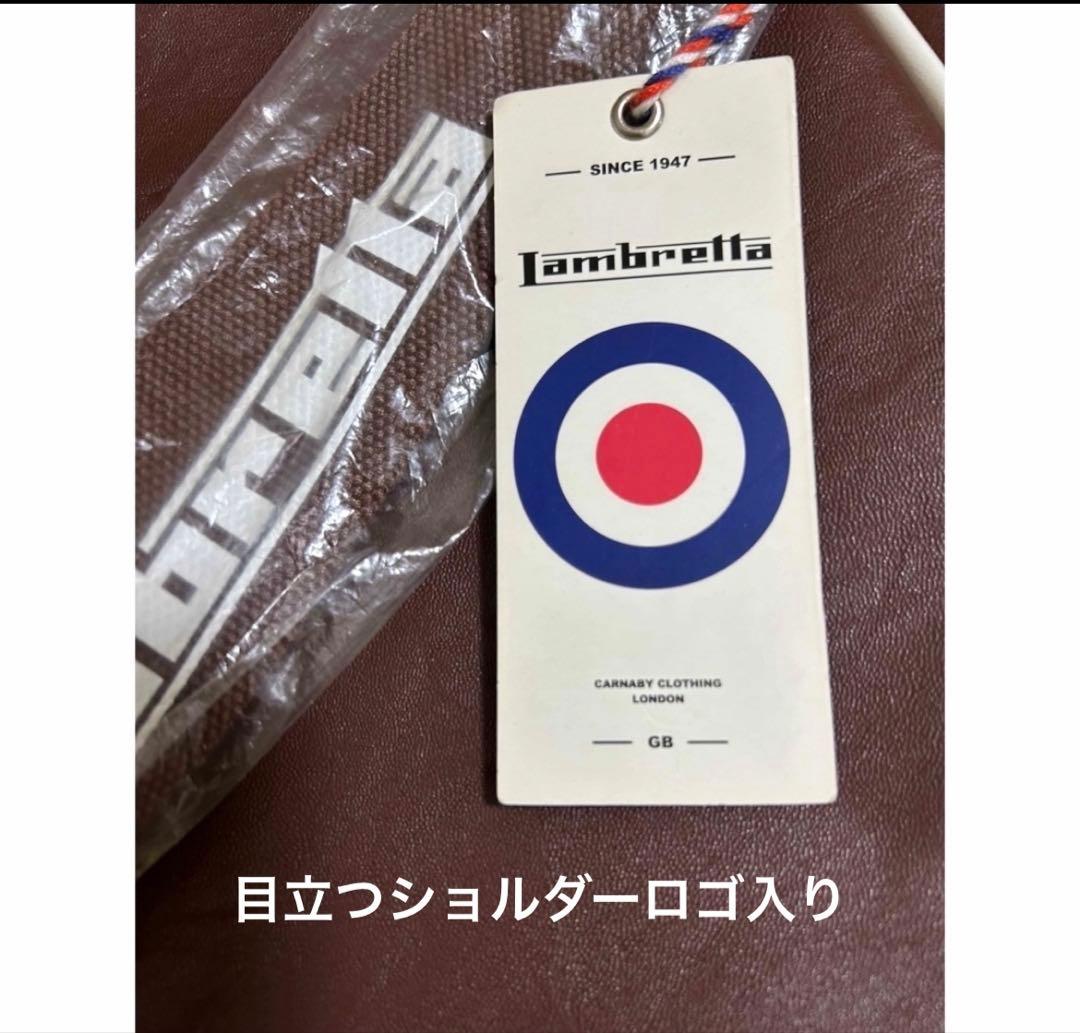 SINCE 1947
Lambretta
CARNABY CLOTHING
LONDON
GB
bretta
目立つショルダーロゴ入り